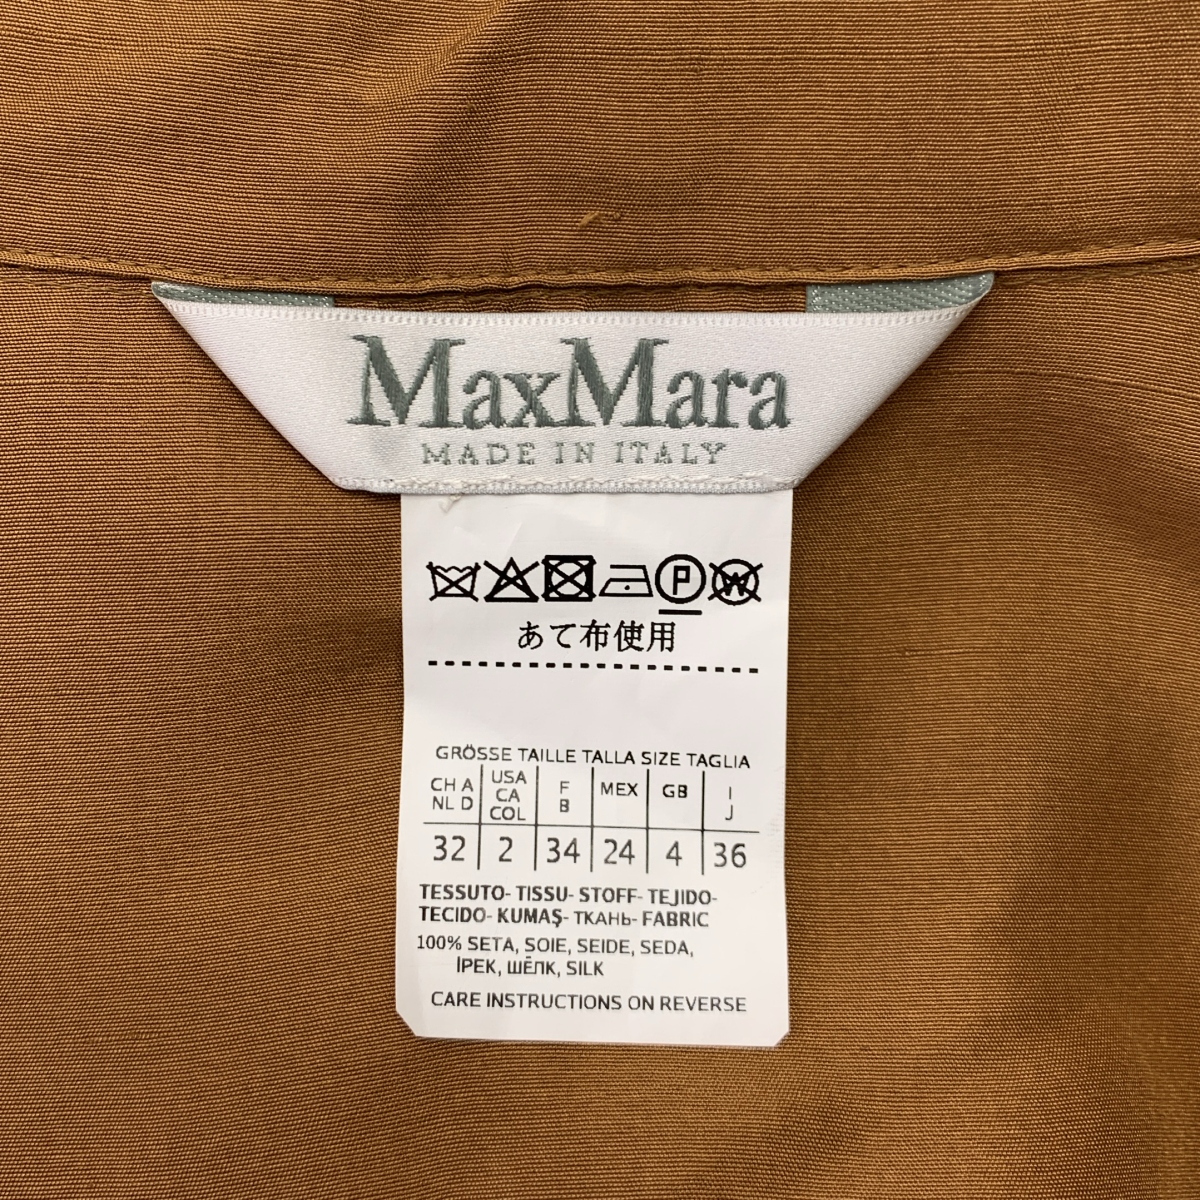 MaxMara
MADE IN ITALY
P W
あて布使用
GRÖSSE TAILLE TALLA SIZE TAGLIA
CH A NL D USA CA COL F B MEX GB I J
32 2 34 24 4 36
TESSUTO- TISSU- STOFF- TEJIDO-
TECIDO- KUMAŞ- ТКАНЬ- FABRIC
100% SETA, SOIE, SEIDE, SEDA,
İPEK, ШЁЛК, SILK
CARE INSTRUCTIONS ON REVERSE